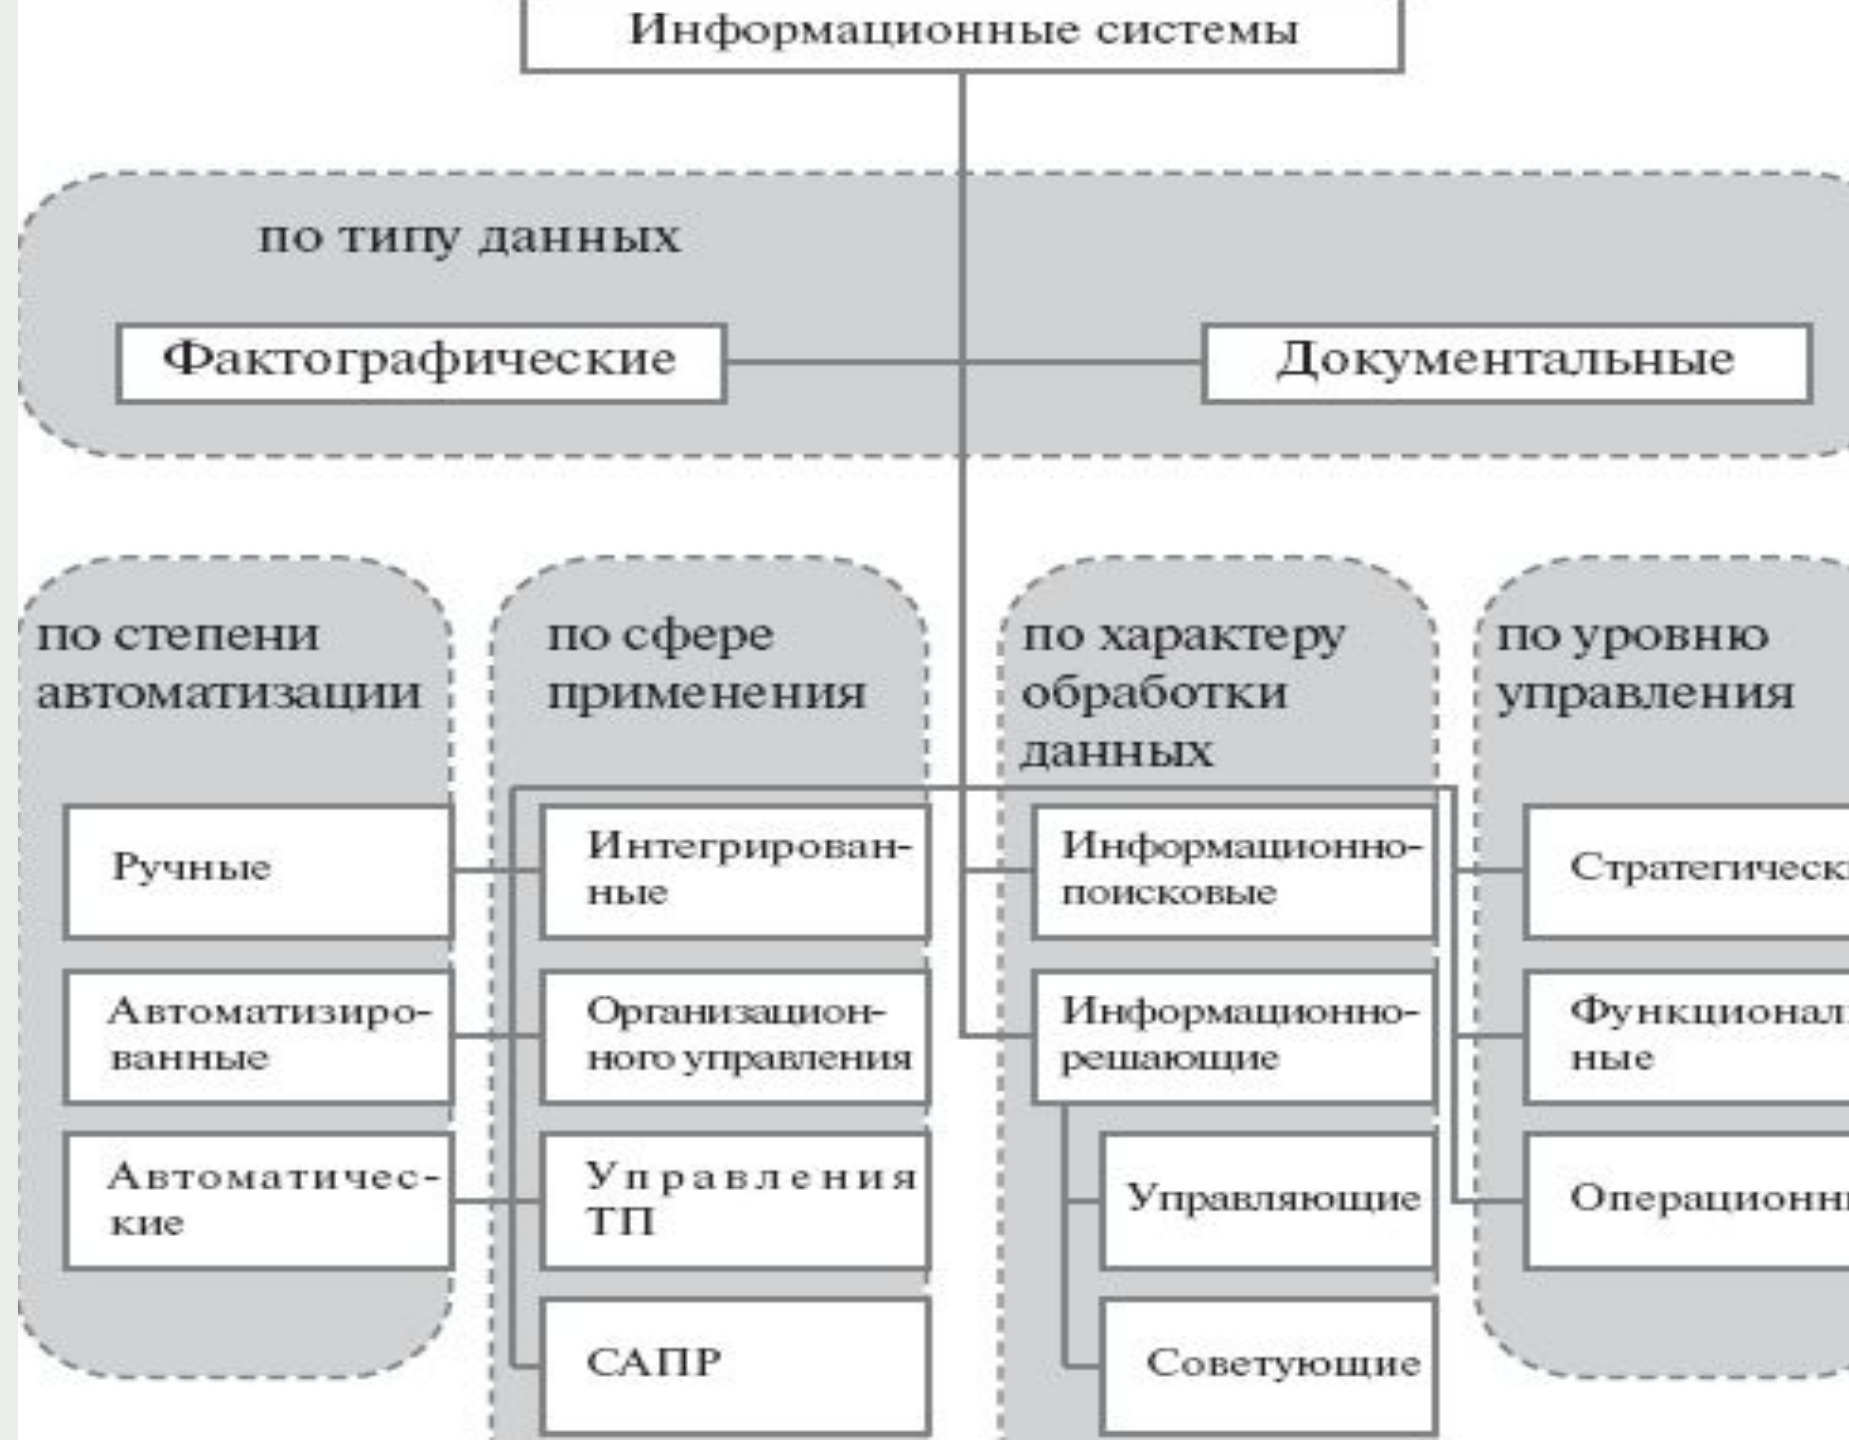 Информационные системы
по типу данных
Фактографические
Документальные
по степени
автоматизации
Ручные
Автоматизиро-
ванные
Автоматичес-
кие
по сфере
применения
Интегрирован-
ные
Организацион-
ного управления
Управления
ТП
САПР
по характеру
обработки
данных
Информационно-
поисковые
Информационно-
решающие
Управляющие
Советующие
по уровню
управления
ные